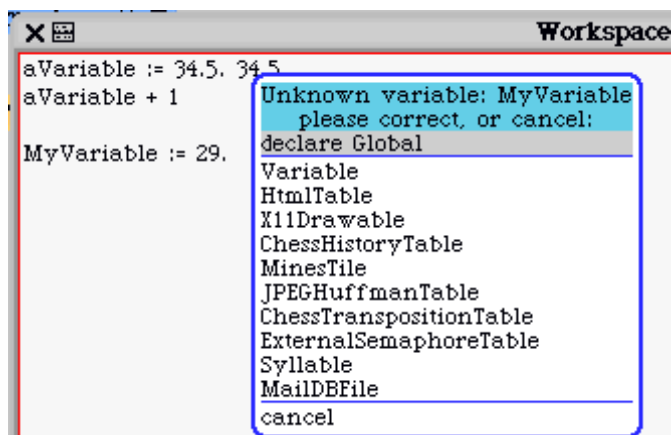 Workspace
aVariable := 34.5. 34.5
aVariable + 1
MyVariable := 29.
Unknown variable: MyVariable
please correct, or cancel:
declare Global
Variable
HtmlTable
X11Drawable
ChessHistoryTable
MinesTile
JPEGHuffmanTable
ChessTranspositionTable
ExternalSemaphoreTable
Syllable
MailDBFile
cancel